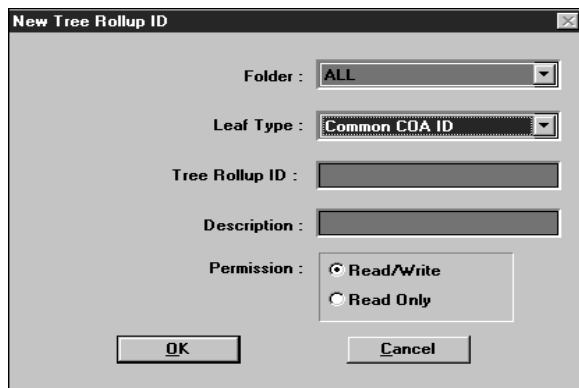 New Tree Rollup ID
Folder : ALL
Leaf Type : Common COA ID
Tree Rollup ID :
Description :
Permission : Read/Write
Read Only
OK Cancel